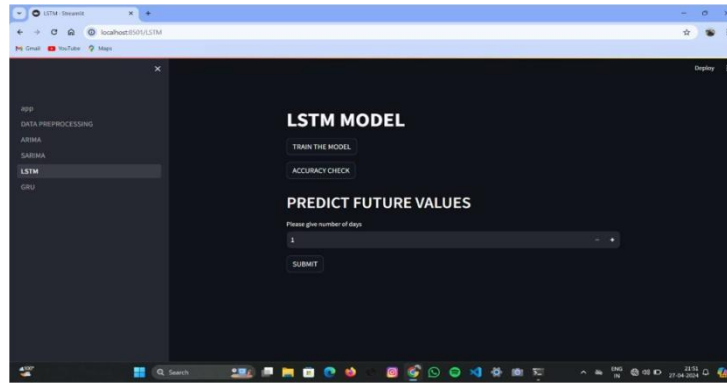 LSTM · Streamlit
localhost:8501/LSTM
Gmail YouTube Maps
Deploy
app
DATA PREPROCESSING
ARIMA
SARIMA
LSTM
GRU
LSTM MODEL
TRAIN THE MODEL
ACCURACY CHECK
PREDICT FUTURE VALUES
Please give number of days
1
SUBMIT
Search
ENG
IN
21:51
27-04-2024